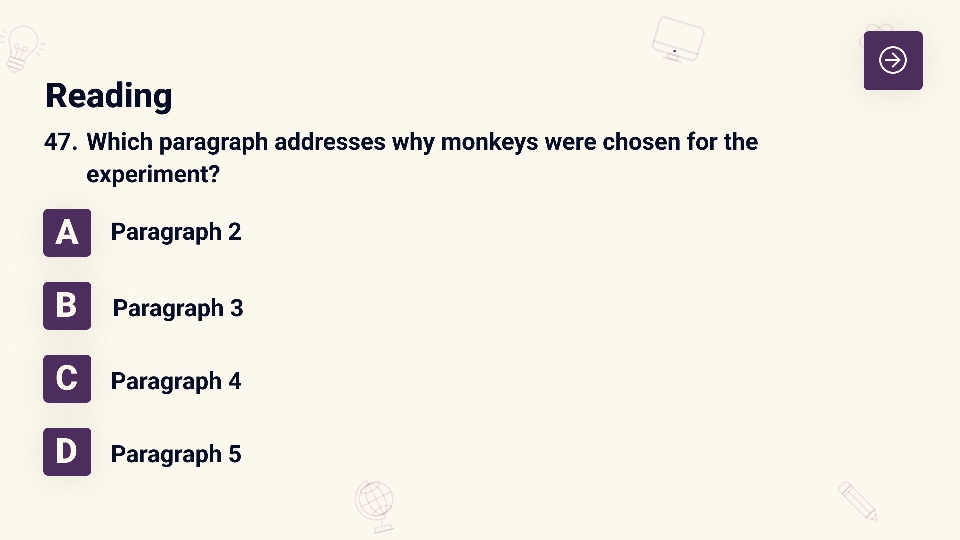 Reading
47. Which paragraph addresses why monkeys were chosen for the
experiment?
A Paragraph 2
B Paragraph 3
C Paragraph 4
D Paragraph 5